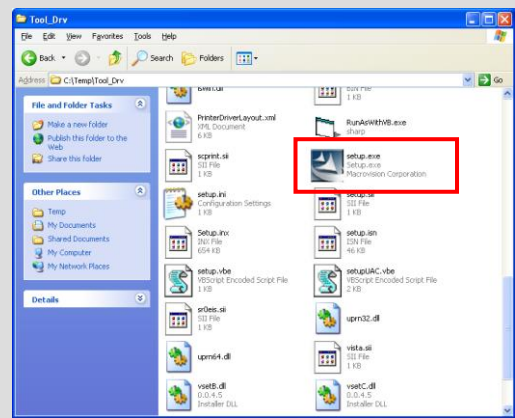 Tool_Drv
File Edit View Favorites Tools Help
Back Search Folders
Address C:\Temp\Tool_Drv Go
File and Folder Tasks
Make a new folder
Publish this folder to the
Web
Share this folder
Other Places
Temp
My Documents
Shared Documents
My Computer
My Network Places
Details
1 KB
PrinterDriverLayout.xml
XML Document
6 KB
RunAsWithVB.exe
sharp
scprint.sii
SII File
1 KB
setup.exe
Setup.exe
Macrovision Corporation
setup.ini
Configuration Settings
1 KB
SII File
1 KB
Setup.inx
INX File
654 KB
setup.isn
ISN File
46 KB
setup.vbe
VBScript Encoded Script File
1 KB
setupUAC.vbe
VBScript Encoded Script File
2 KB
sr0eis.sii
SII File
1 KB
uprn32.dll
uprn64.dll
vista.sii
SII File
1 KB
vsetB.dll
0.0.4.5
Installer DLL
vsetC.dll
0.0.4.5
Installer DLL